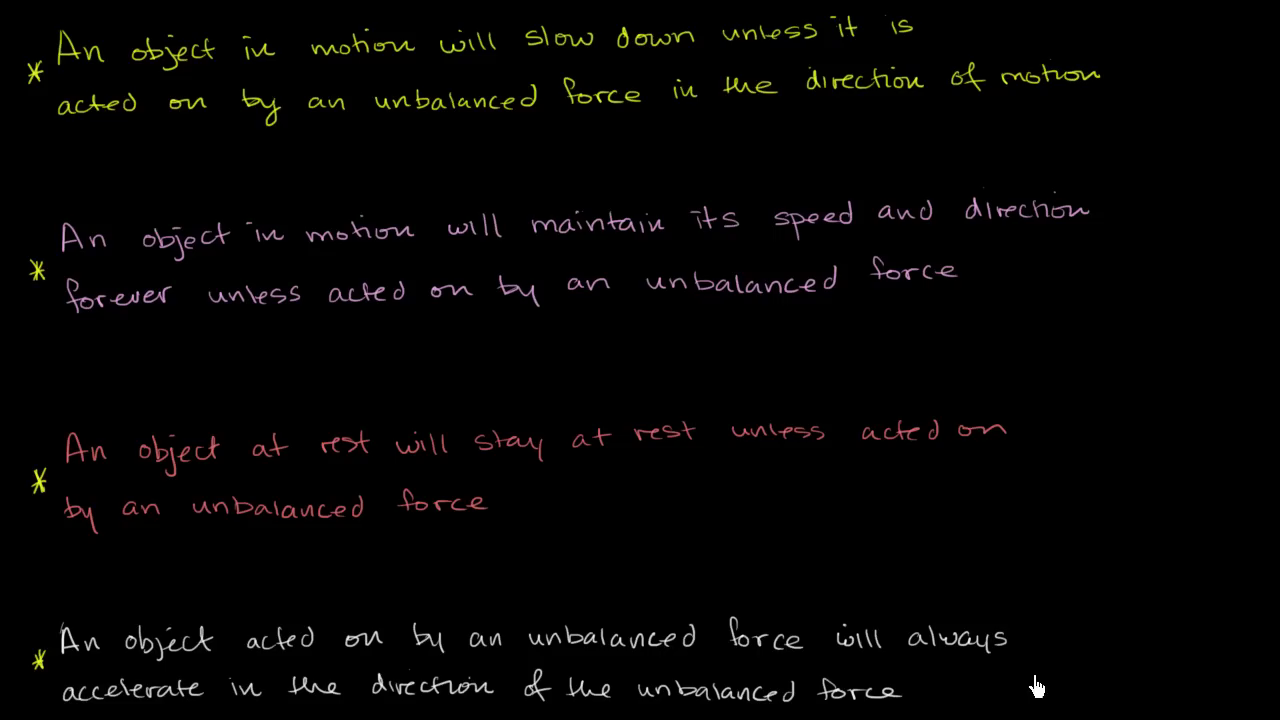 * An object in motion will slow down unless it is
acted on by an unbalanced force in the direction of motion
* An object in motion will maintain its speed and direction
forever unless acted on by an unbalanced force
* An object at rest will stay at rest unless acted on
by an unbalanced force
* An object acted on by an unbalanced force will always
accelerate in the direction of the unbalanced force